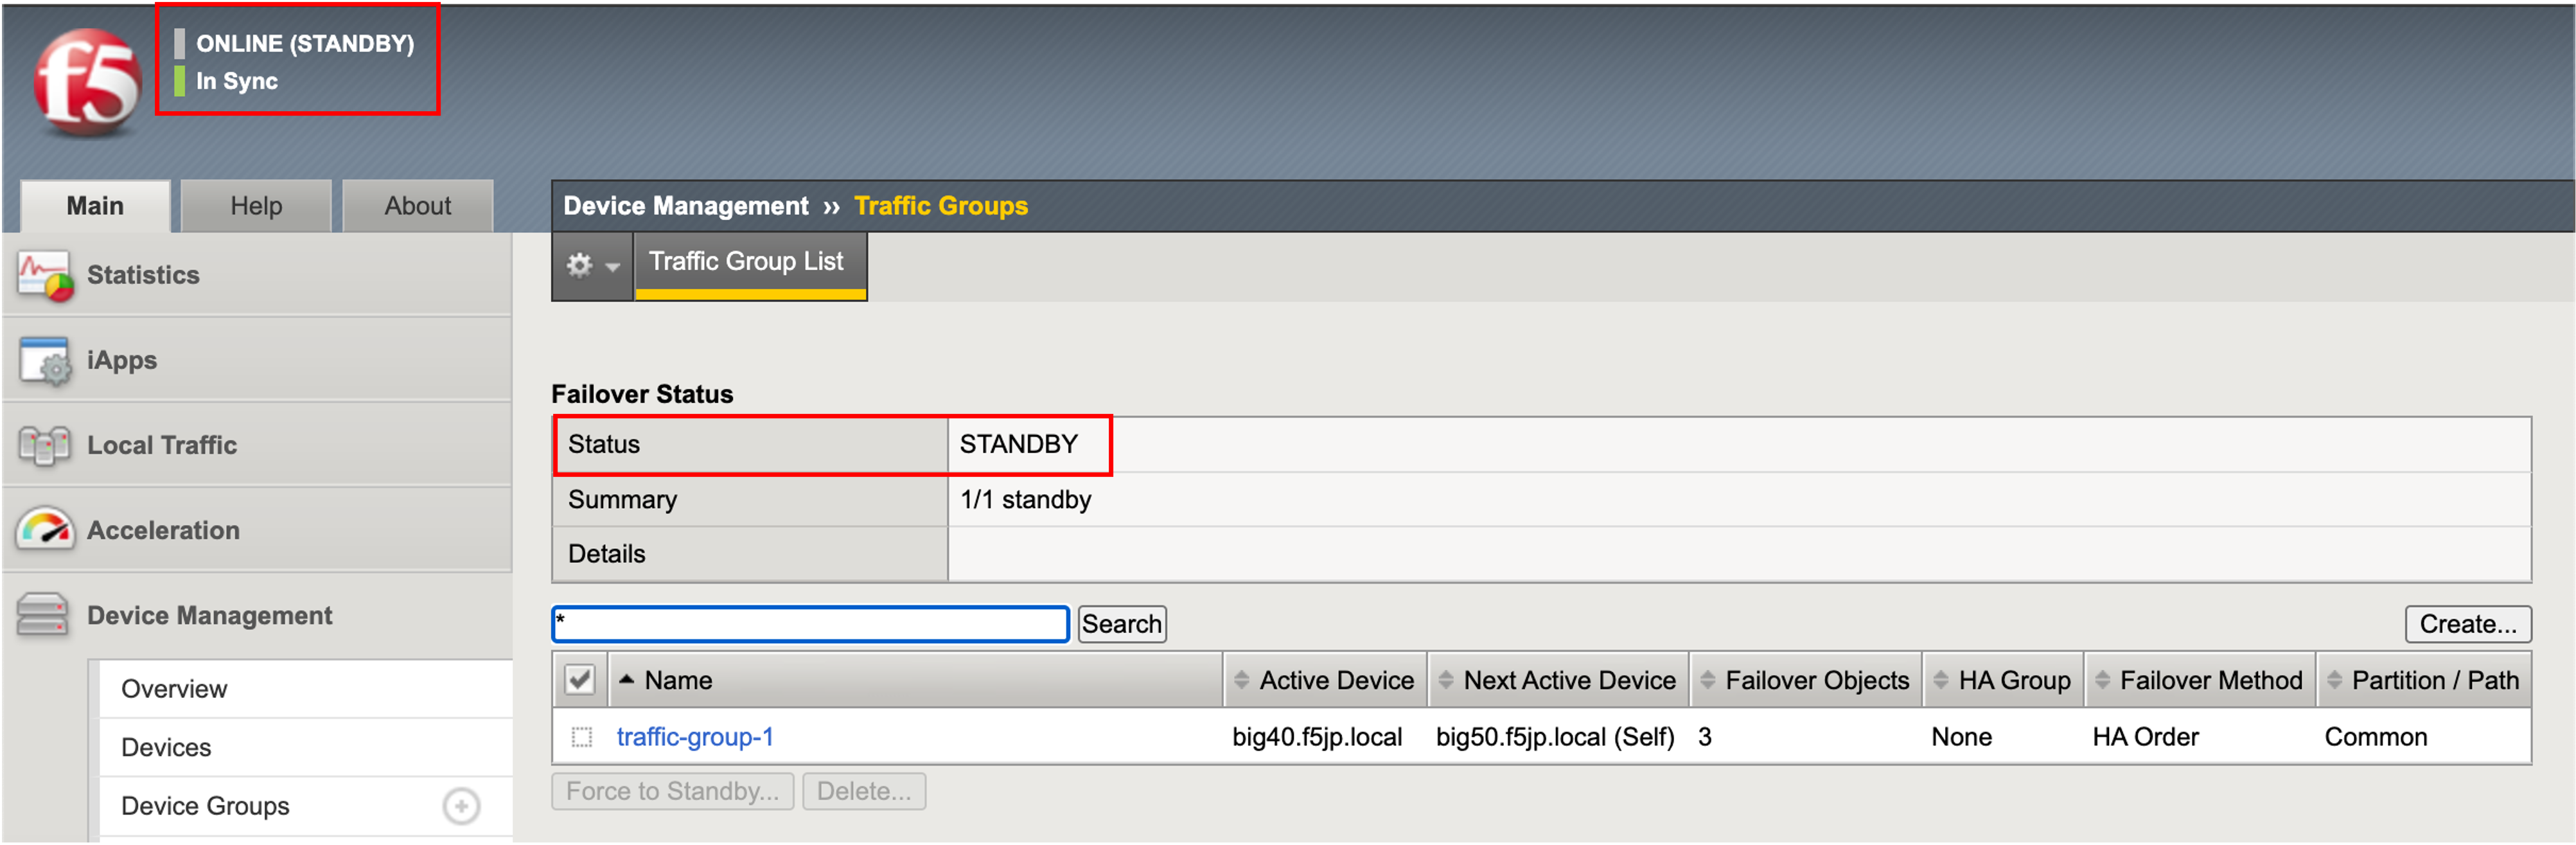 f5
ONLINE (STANDBY)
In Sync
Main
Help
About
Device Management ›› Traffic Groups
Traffic Group List
Statistics
iApps
Local Traffic
Acceleration
Device Management
Overview
Devices
Device Groups
Failover Status
Status STANDBY
Summary 1/1 standby
Details
* Search Create...
Name Active Device Next Active Device Failover Objects HA Group Failover Method Partition / Path
traffic-group-1 big40.f5jp.local big50.f5jp.local (Self) 3 None HA Order Common
Force to Standby... Delete...